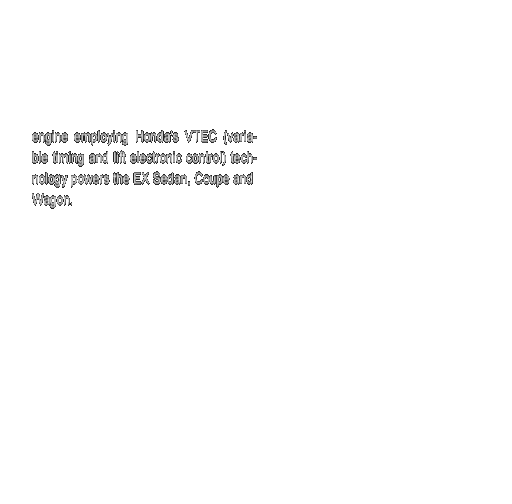 engine employing Honda's VTEC (varia-
ble timing and lift electronic control) tech-
nology powers the EX Sedan, Coupe and
Wagon.